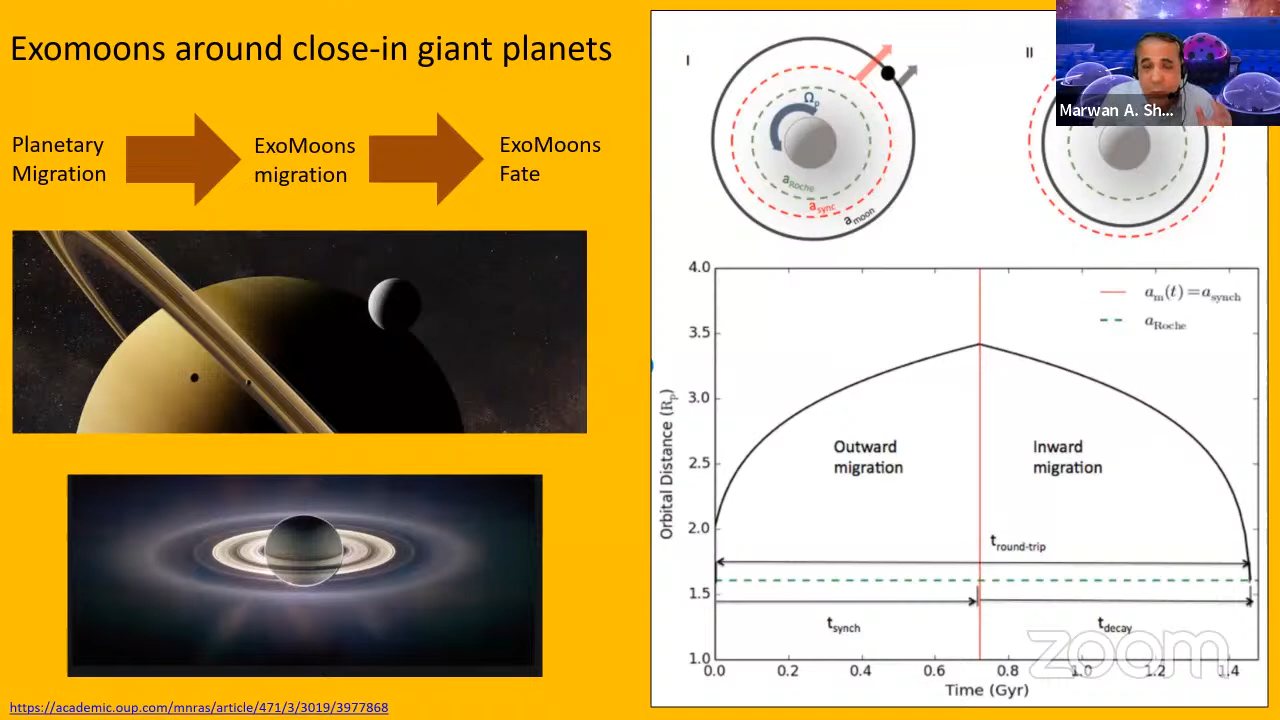 Exomoons around close-in giant planets
Planetary
Migration
ExoMoons
migration
ExoMoons
Fate
I
Ωp
aRoche
async
amoon
II
Marwan A. Sh...
4.0
3.5
3.0
2.5
2.0
1.5
1.0
Orbital Distance (Rp)
am(t)=asynch
aRoche
Outward
migration
Inward
migration
tround-trip
tsynch
tdecay
zoom
0.0 0.2 0.4 0.6 0.8 1.0 1.2 1.4
Time (Gyr)
https://academic.oup.com/mnras/article/471/3/3019/3977868